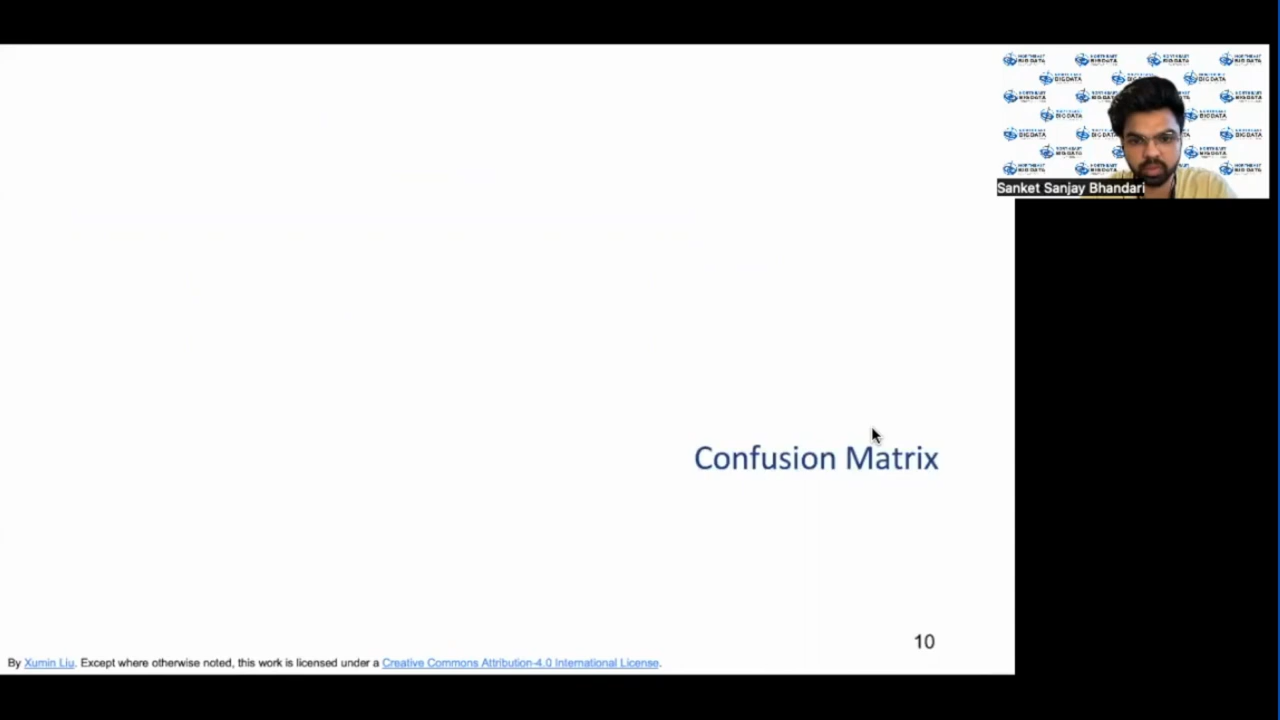 Sanket Sanjay Bhandari
Confusion Matrix
10
By Xumin Liu. Except where otherwise noted, this work is licensed under a Creative Commons Attribution-4.0 International License.